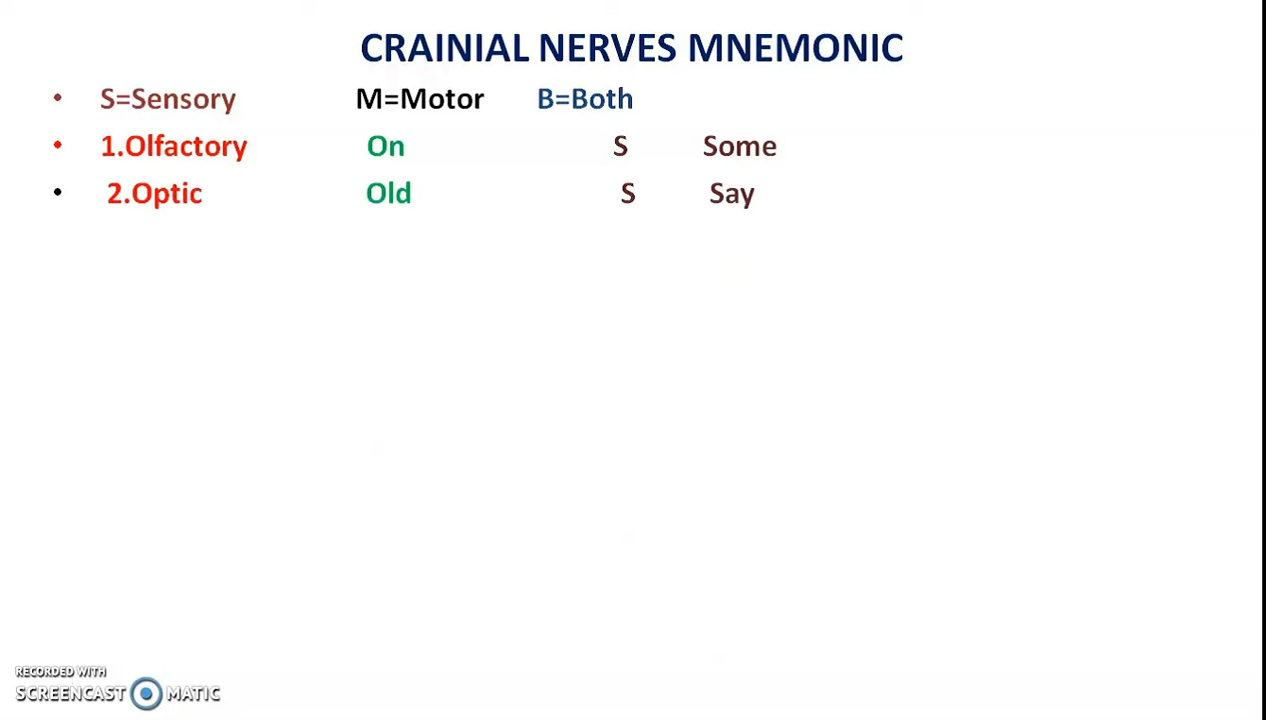 CRAINIAL NERVES MNEMONIC
• S=Sensory M=Motor B=Both
• 1.Olfactory On S Some
• 2.Optic Old S Say
RECORDED WITH
SCREENCAST MATIC